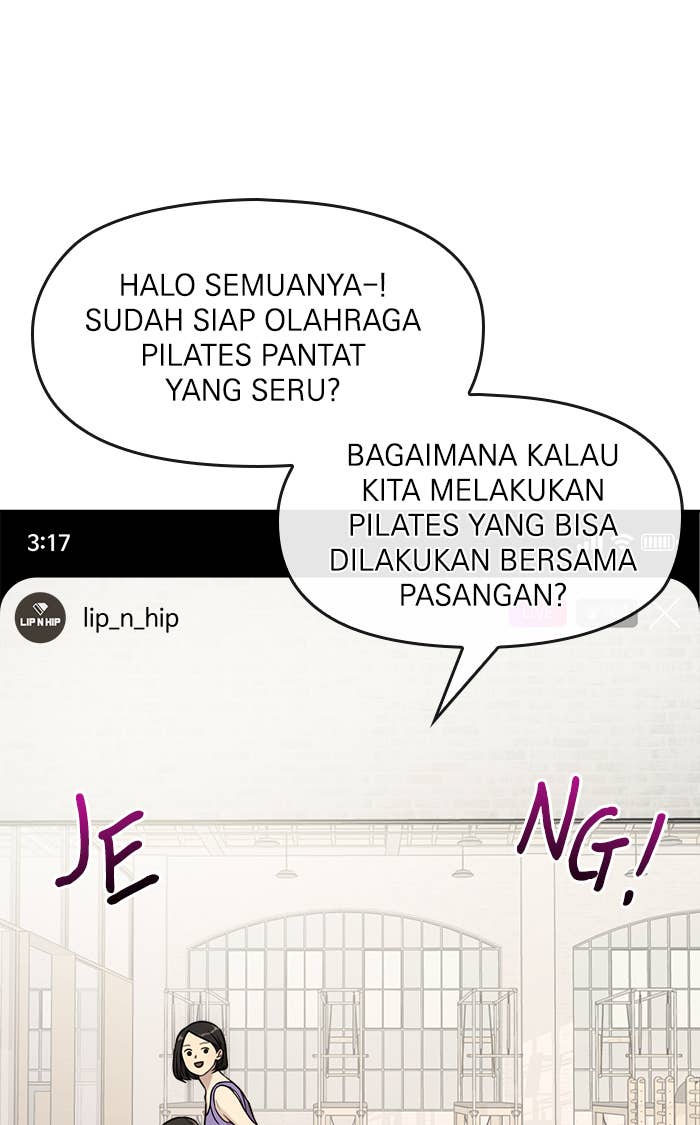 HALO SEMUANYA-!
SUDAH SIAP OLAHRAGA
PILATES PANTAT
YANG SERU?
BAGAIMANA KALAU
KITA MELAKUKAN
PILATES YANG BISA
DILAKUKAN BERSAMA
PASANGAN?
3:17
LIP N HIP
lip_n_hip
JE
NG!